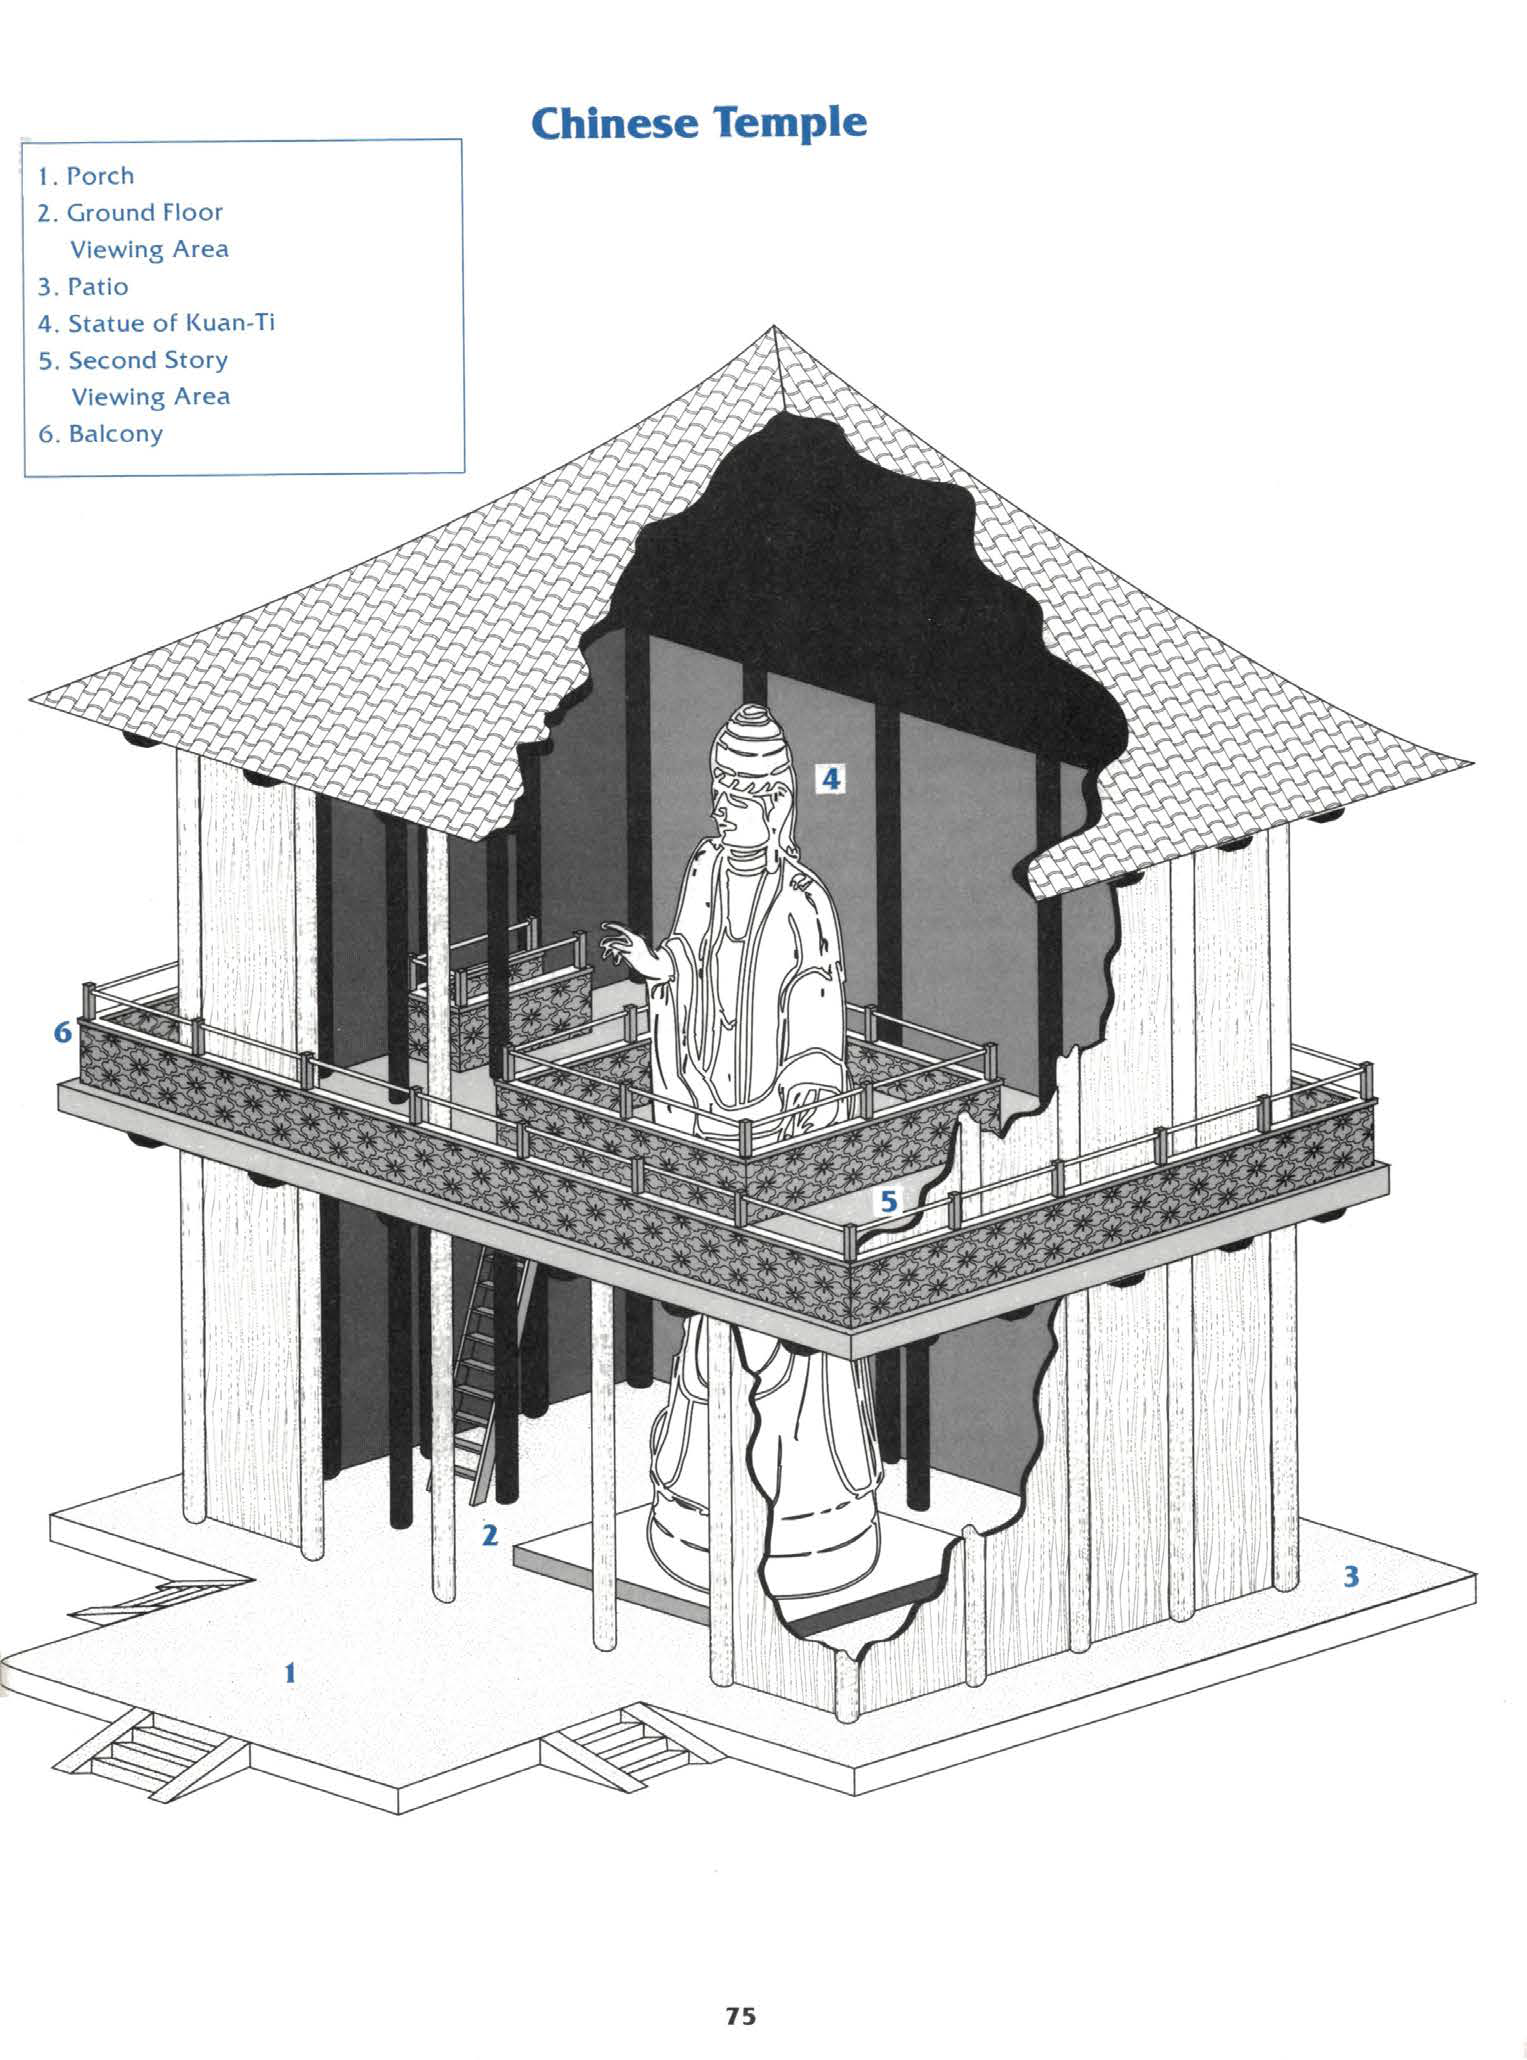 Chinese Temple
1. Porch
2. Ground Floor
Viewing Area
3. Patio
4. Statue of Kuan-Ti
5. Second Story
Viewing Area
6. Balcony
4
6
5
2
3
1
75